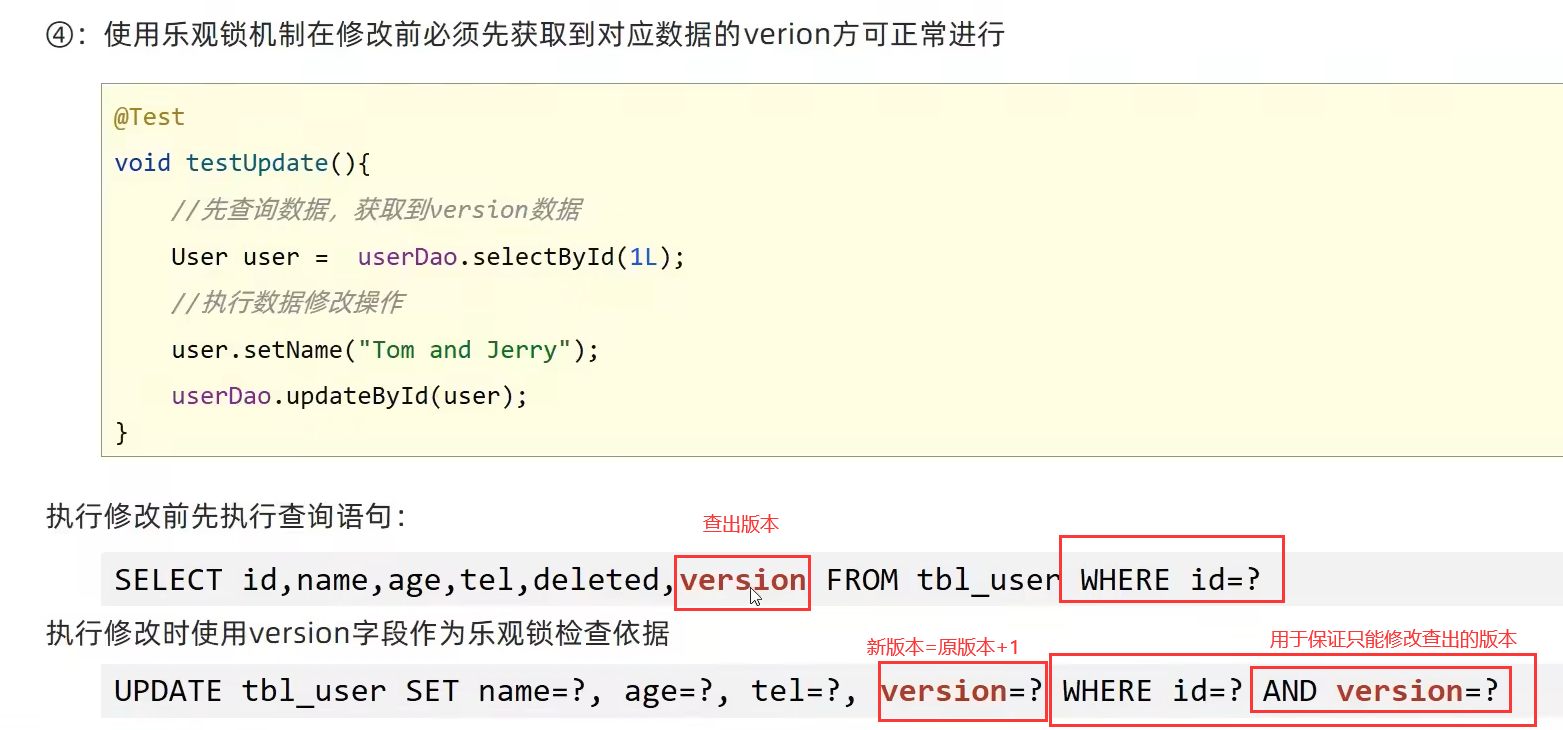 ④：使用乐观锁机制在修改前必须先获取到对应数据的verion方可正常进行
@Test
void testUpdate(){
//先查询数据，获取到version数据
User user =  userDao.selectById(1L);
//执行数据修改操作
user.setName("Tom and Jerry");
userDao.updateById(user);
}
执行修改前先执行查询语句：
查出版本
SELECT id,name,age,tel,deleted,version FROM tbl_user WHERE id=?
执行修改时使用version字段作为乐观锁检查依据
新版本=原版本+1
用于保证只能修改查出的版本
UPDATE tbl_user SET name=?, age=?, tel=?, version=? WHERE id=? AND version=?